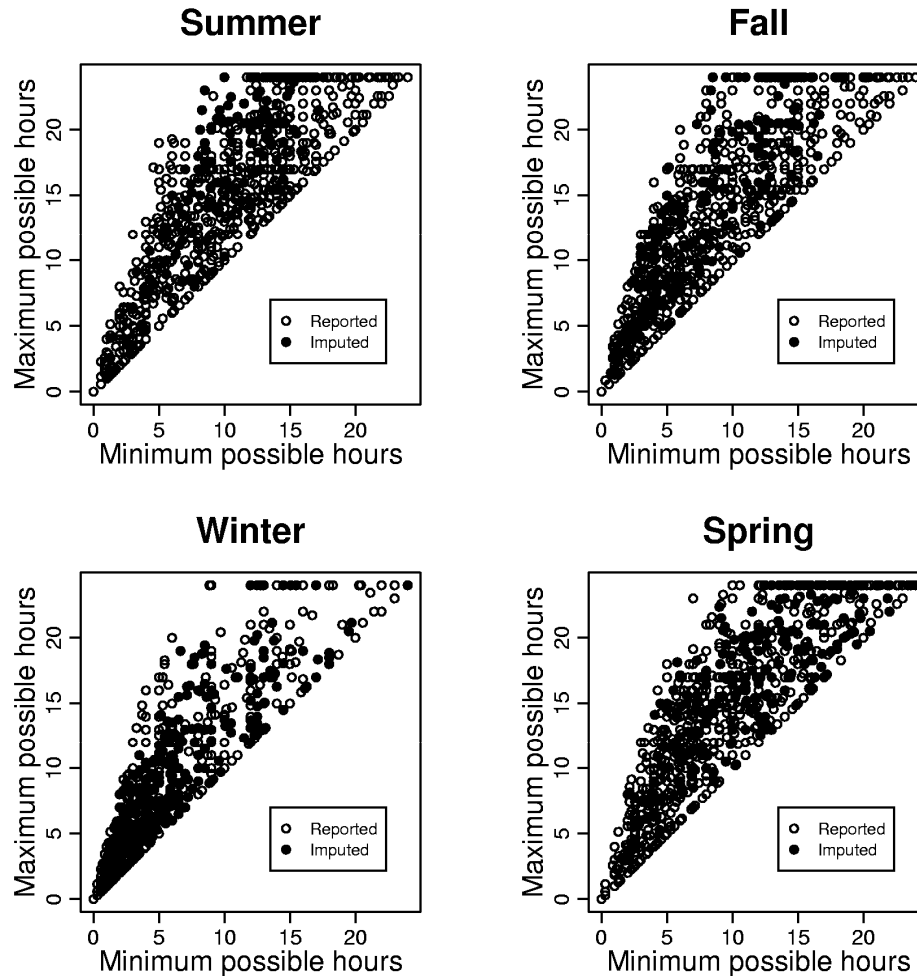 Summer
Maximum possible hours
0 5 10 15 20
Reported
Imputed
0 5 10 15 20
Minimum possible hours
Fall
Maximum possible hours
0 5 10 15 20
Reported
Imputed
0 5 10 15 20
Minimum possible hours
Winter
Maximum possible hours
0 5 10 15 20
Reported
Imputed
0 5 10 15 20
Minimum possible hours
Spring
Maximum possible hours
0 5 10 15 20
Reported
Imputed
0 5 10 15 20
Minimum possible hours